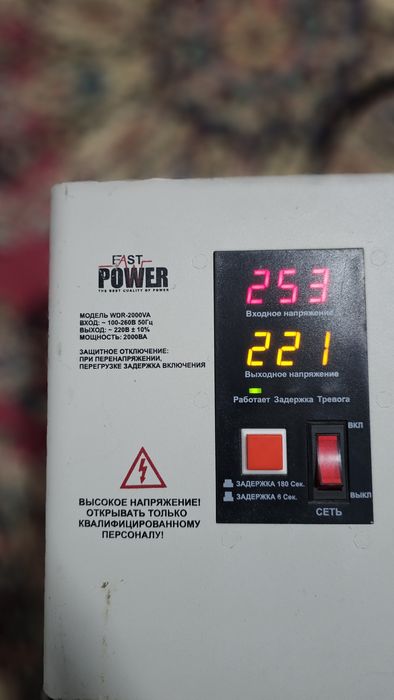 FAST
POWER
THE BEST QUALITY OF POWER
МОДЕЛЬ WDR-2000VA
ВХОД: ~ 100-260В 50Гц
ВЫХОД: ~ 220В ± 10%
МОЩНОСТЬ: 2000ВА
ЗАЩИТНОЕ ОТКЛЮЧЕНИЕ:
ПРИ ПЕРЕНАПРЯЖЕНИИ,
ПЕРЕГРУЗКЕ ЗАДЕРЖКА ВКЛЮЧЕНИЯ
ВЫСОКОЕ НАПРЯЖЕНИЕ!
ОТКРЫВАТЬ ТОЛЬКО
КВАЛИФИЦИРОВАННОМУ
ПЕРСОНАЛУ!
253
Входное напряжение
221
Выходное напряжение
Работает Задержка Тревога
ВКЛ
ЗАДЕРЖКА 180 Сек.
ЗАДЕРЖКА 6 Сек.
ВЫКЛ
СЕТЬ